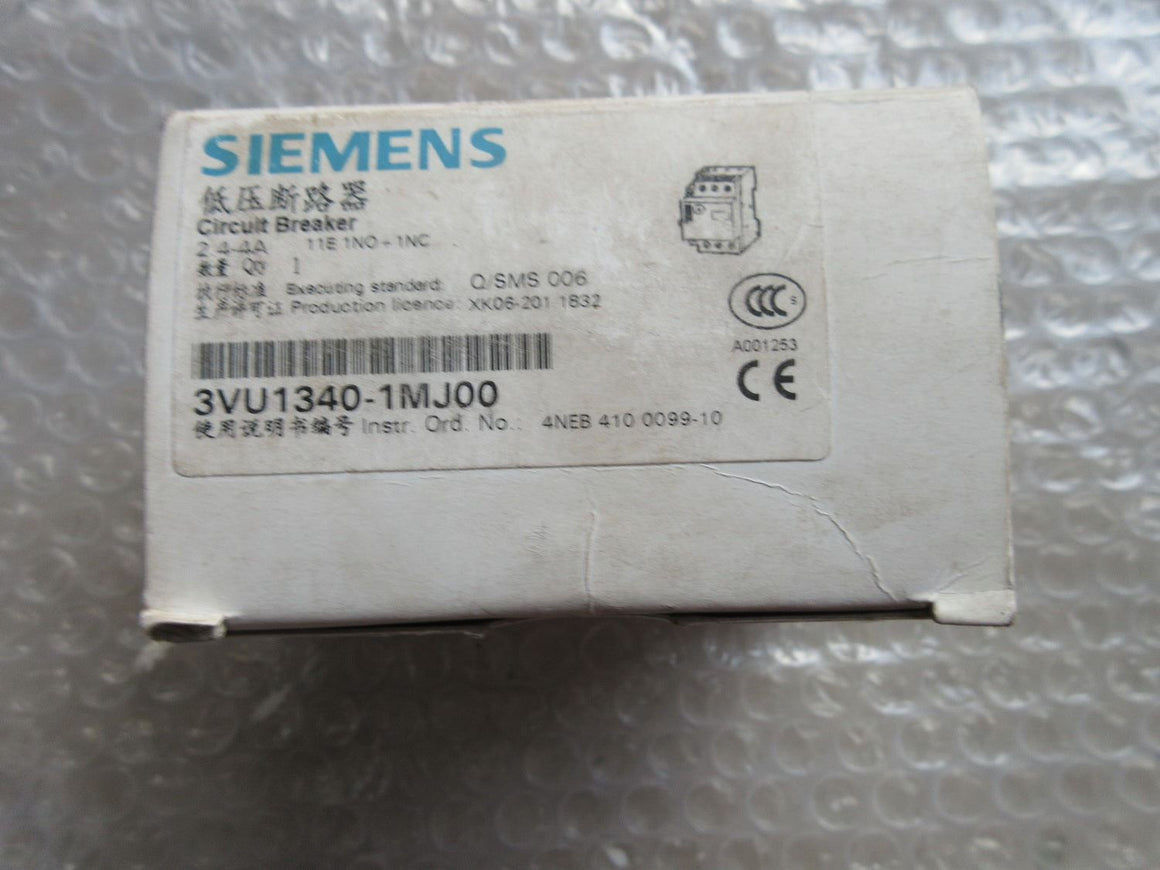 SIEMENS
低压断路器
Circuit Breaker
2.4-4A 11E 1NO+1NC
数量 Qty 1
执行标准 Executing standard: Q/SMS 006
生产许可证 Production licence: XK06-201 1832
3VU1340-1MJ00
使用说明书编号 Instr. Ord. No.: 4NEB 410 0099-10
CCC S
A001253
CE